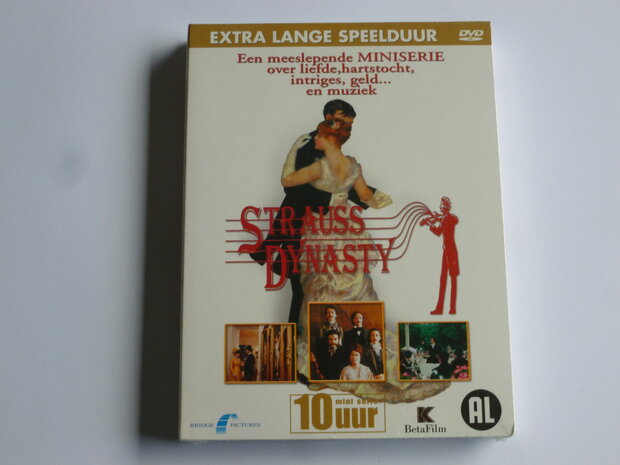 EXTRA LANGE SPEELDUUR
DVD
Een meeslepende MINISERIE
over liefde,hartstocht,
intriges, geld...
en muziek
STRAUSS
DYNASTY
10 mini serie
uur
BRIDGE PICTURES
K
BetaFilm
AL